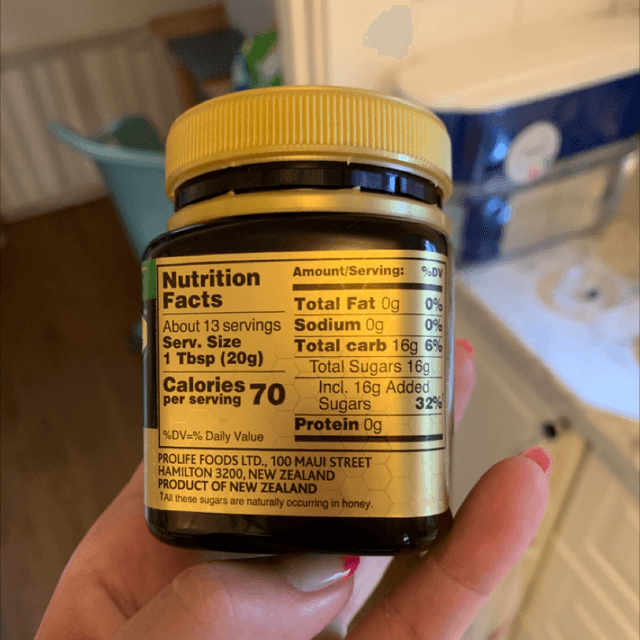 Nutrition
Facts
About 13 servings
Serv. Size
1 Tbsp (20g)
Calories 70
per serving
%DV=% Daily Value
Amount/Serving: %DV
Total Fat 0g 0%
Sodium 0g 0%
Total carb 16g 6%
Total Sugars 16g
Incl. 16g Added
Sugars 32%†
Protein 0g
PROLIFE FOODS LTD., 100 MAUI STREET
HAMILTON 3200, NEW ZEALAND
PRODUCT OF NEW ZEALAND
†All these sugars are naturally occurring in honey.